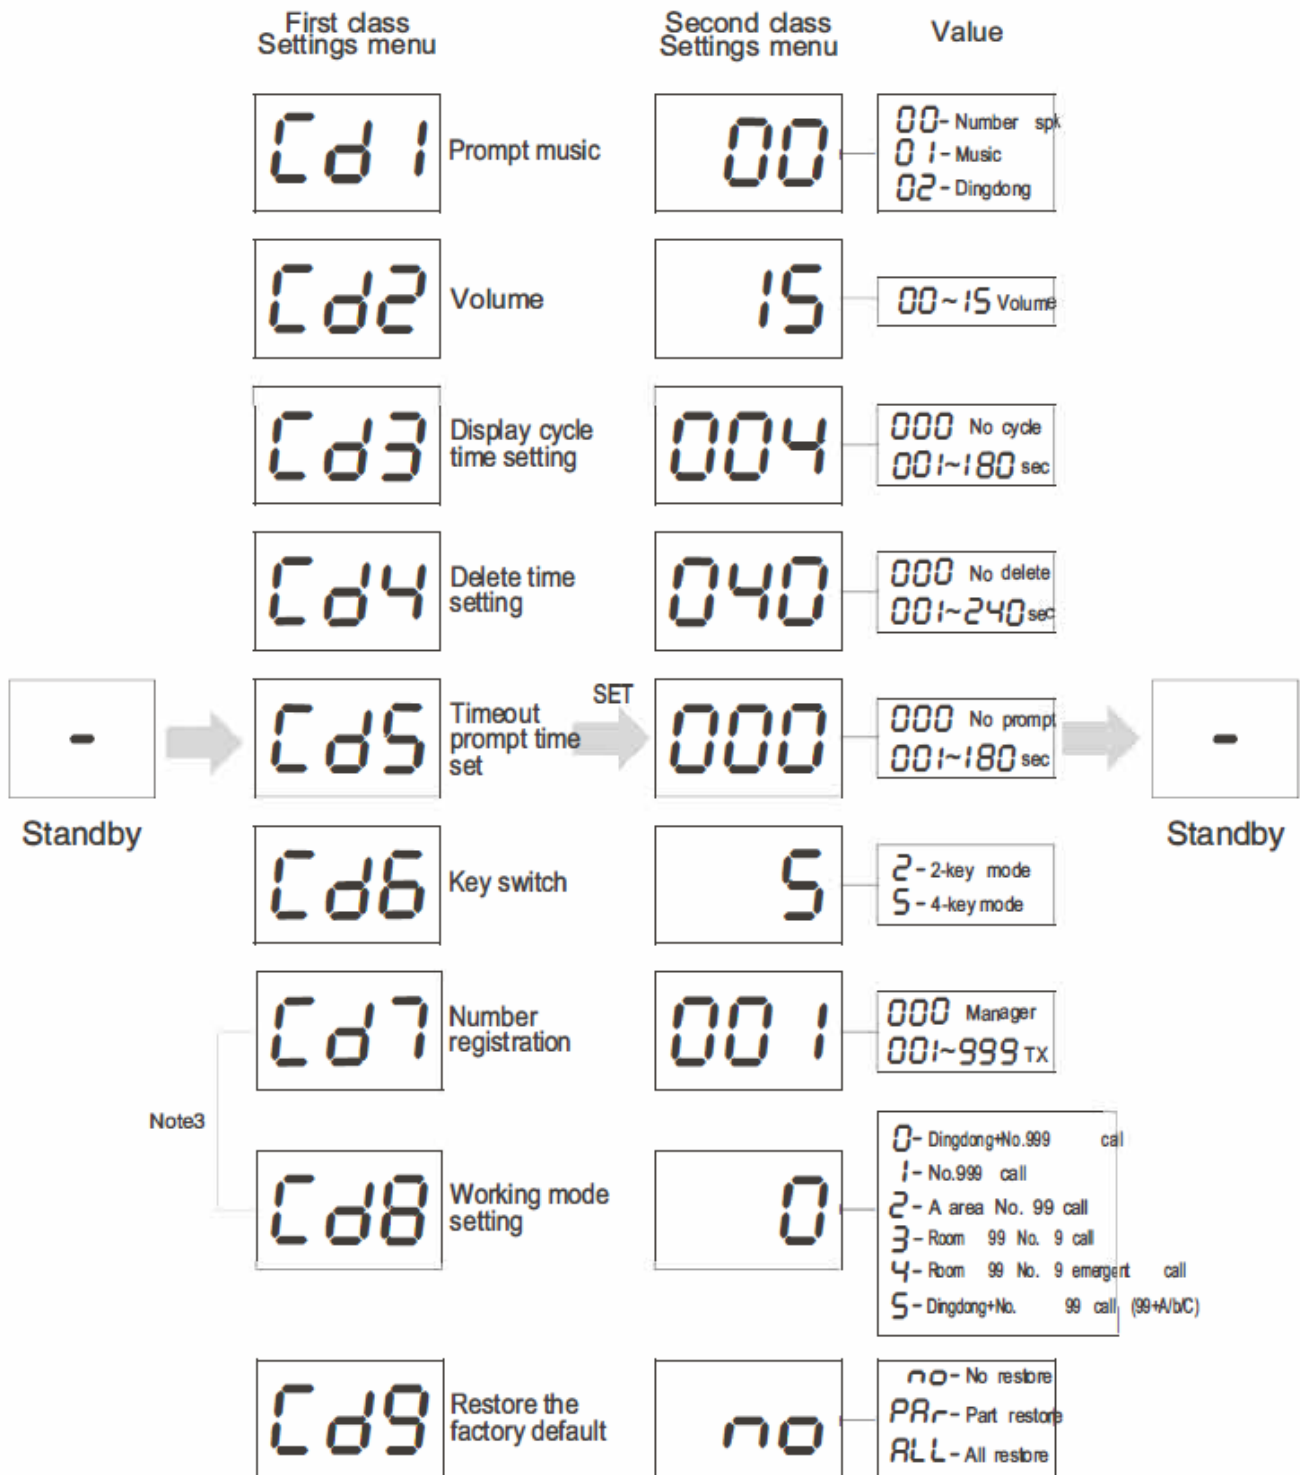 First class
Settings menu
Second class
Settings menu
Value
Cd1
Prompt music
00
00- Number spk
01- Music
02- Dingdong
Cd2
Volume
15
00~15 Volume
Cd3
Display cycle
time setting
004
000 No cycle
001~180 sec
Cd4
Delete time
setting
040
000 No delete
001~240 sec
-
Standby
Cd5
Timeout
prompt time
set
SET
000
000 No prompt
001~180 sec
-
Standby
Cd6
Key switch
5
2- 2-key mode
5- 4-key mode
Cd7
Number
registration
001
000 Manager
001~999 TX
Note3
Cd8
Working mode
setting
0
0- Dingdong+No.999 call
1- No.999 call
2- A area No. 99 call
3- Room 99 No. 9 call
4- Room 99 No. 9 emergent call
5- Dingdong+No. 99 call (99+A/b/C)
Cd9
Restore the
factory default
no
no- No restore
PAr- Part restore
ALL- All restore